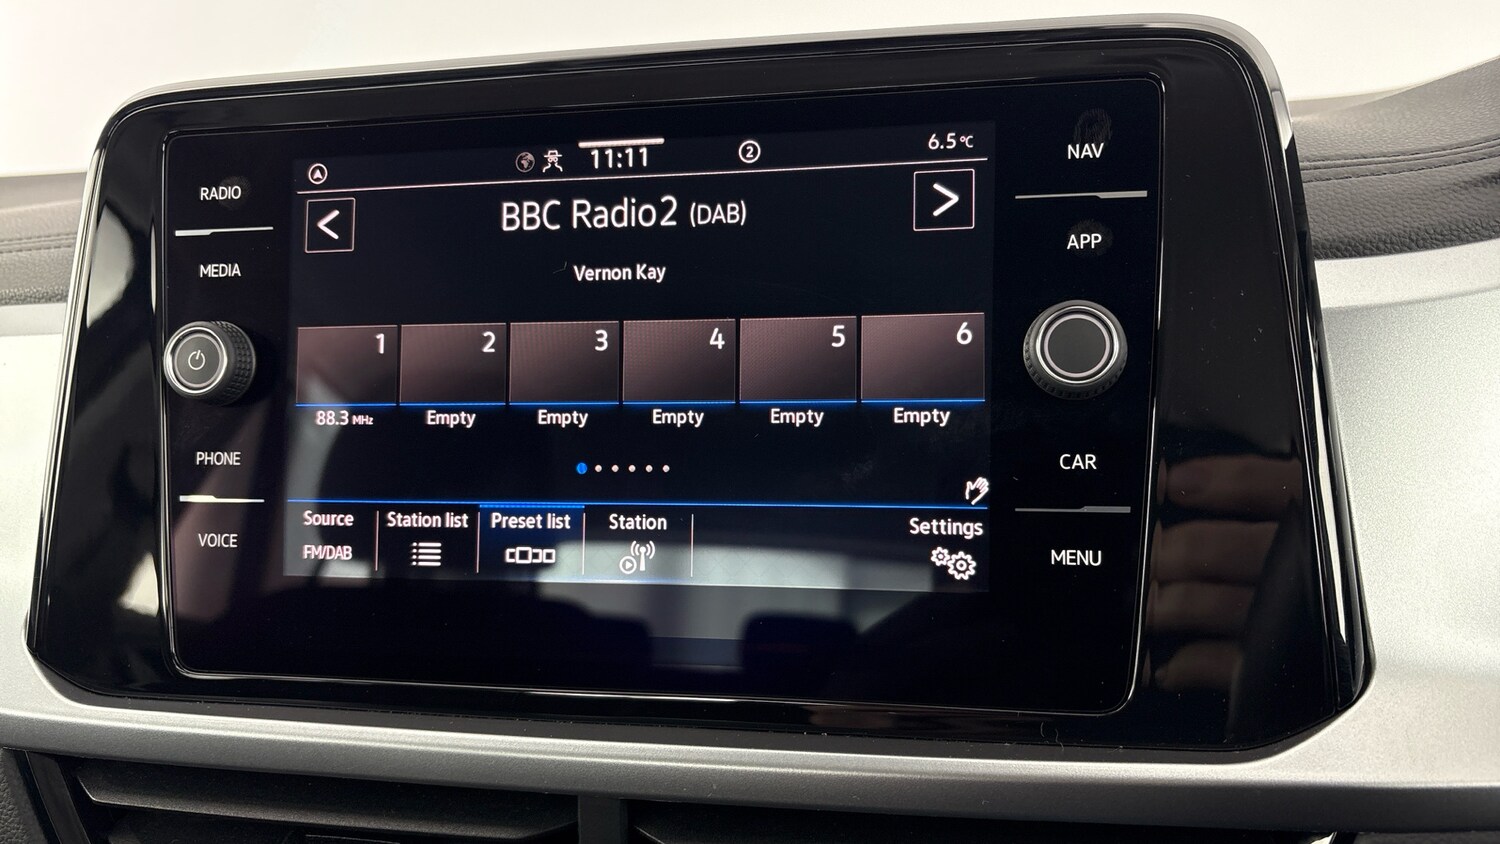 RADIO
MEDIA
PHONE
VOICE
11:11
2
6.5°C
<
BBC Radio2 (DAB)
>
Vernon Kay
1 2 3 4 5 6
88.3 MHz Empty Empty Empty Empty Empty
Source Station list Preset list Station Settings
FM/DAB
NAV
APP
CAR
MENU